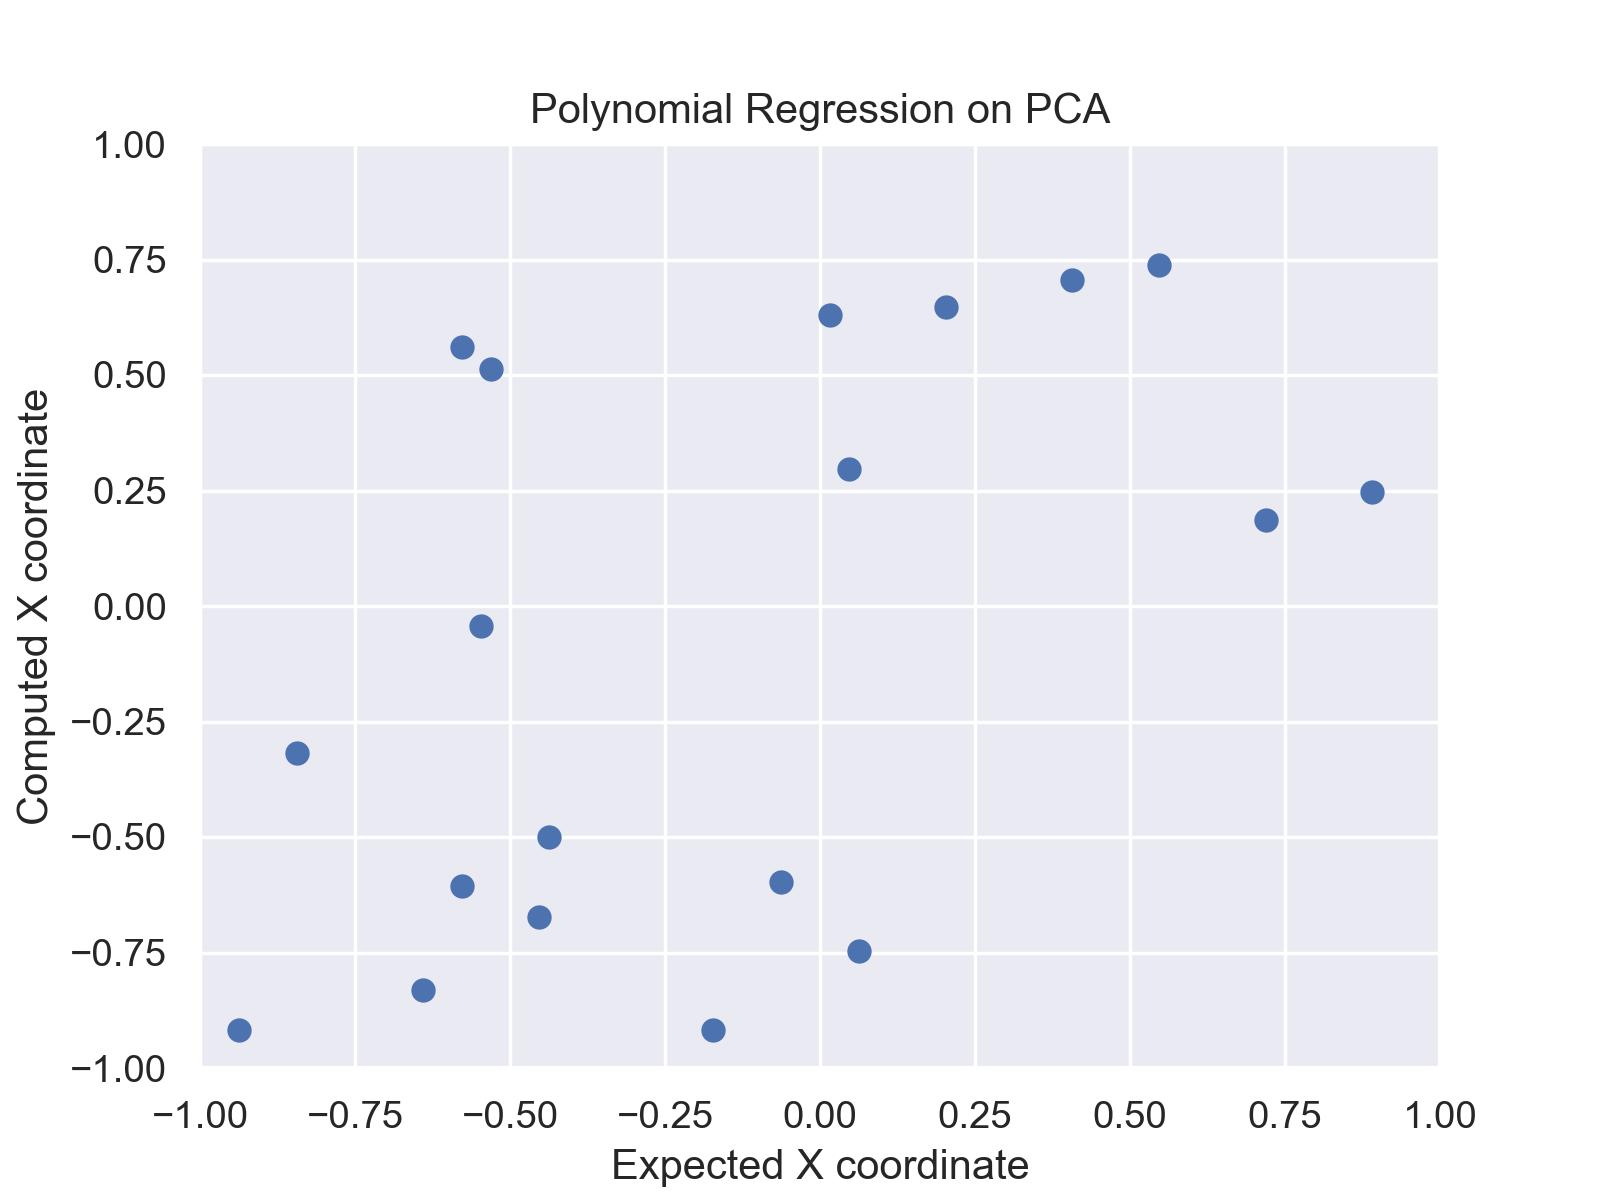 Polynomial Regression on PCA
1.00
0.75
0.50
0.25
0.00
−0.25
−0.50
−0.75
−1.00
Computed X coordinate
−1.00 −0.75 −0.50 −0.25 0.00 0.25 0.50 0.75 1.00
Expected X coordinate